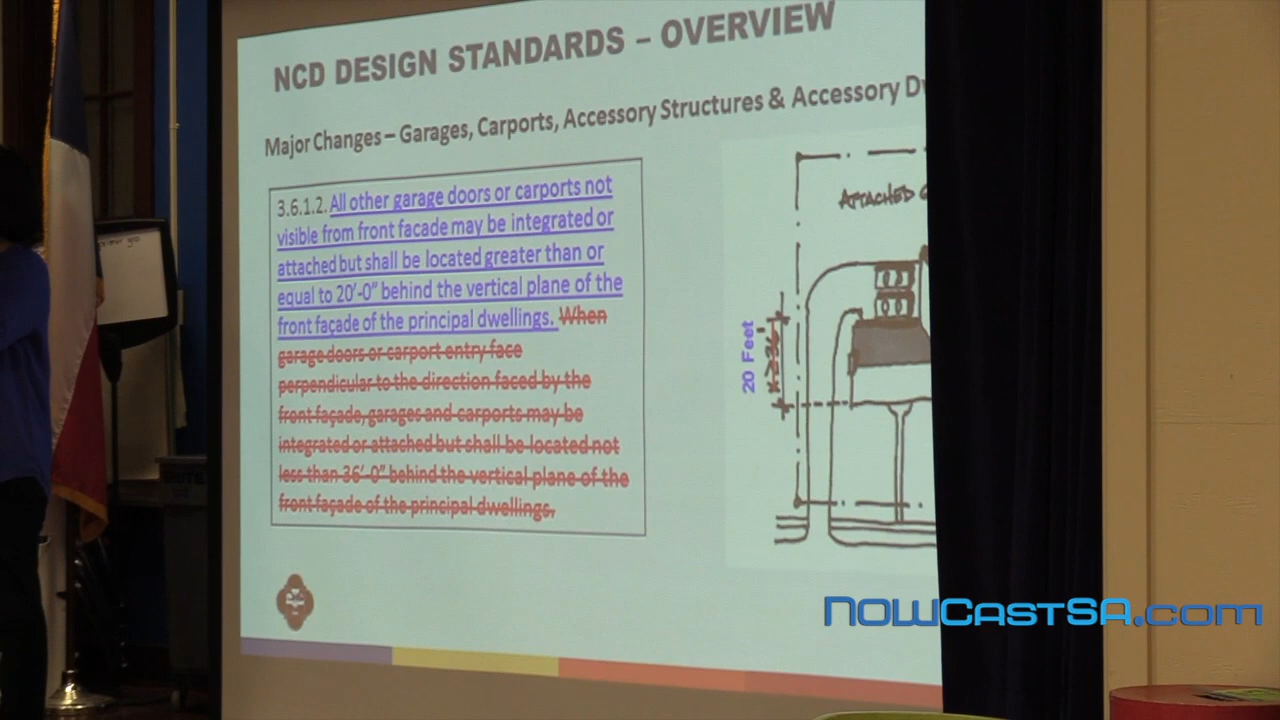 NCD DESIGN STANDARDS – OVERVIEW
Major Changes – Garages, Carports, Accessory Structures & Accessory
3.6.1.2. All other garage doors or carports not
visible from front facade may be integrated or
attached but shall be located greater than or
equal to 20'-0" behind the vertical plane of the
front façade of the principal dwellings. When
garage doors or carport entry face
perpendicular to the direction faced by the
front façade, garages and carports may be
integrated or attached but shall be located not
less than 36'-0" behind the vertical plane of the
front façade of the principal dwellings.
ATTACHED
20 Feet
NOWCastSA.com